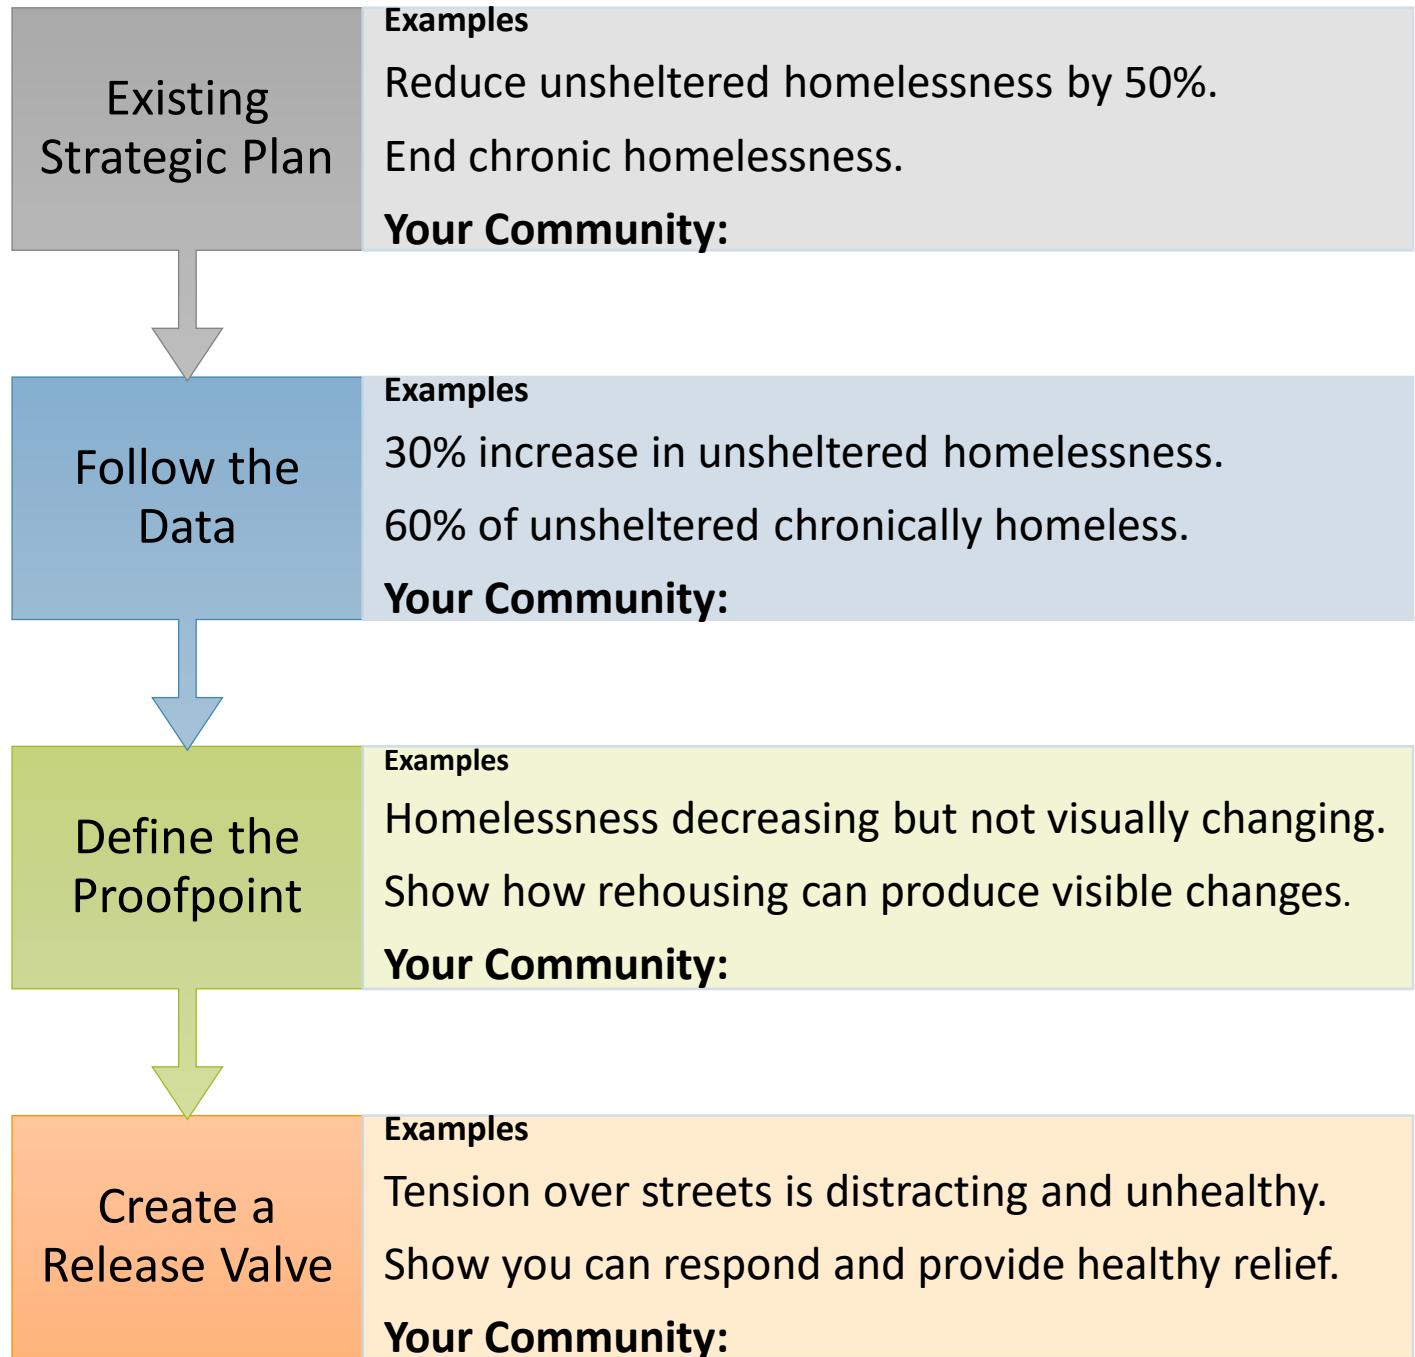 Existing
Strategic Plan
Examples
Reduce unsheltered homelessness by 50%.
End chronic homelessness.
Your Community:
Follow the
Data
Examples
30% increase in unsheltered homelessness.
60% of unsheltered chronically homeless.
Your Community:
Define the
Proofpoint
Examples
Homelessness decreasing but not visually changing.
Show how rehousing can produce visible changes.
Your Community:
Create a
Release Valve
Examples
Tension over streets is distracting and unhealthy.
Show you can respond and provide healthy relief.
Your Community: